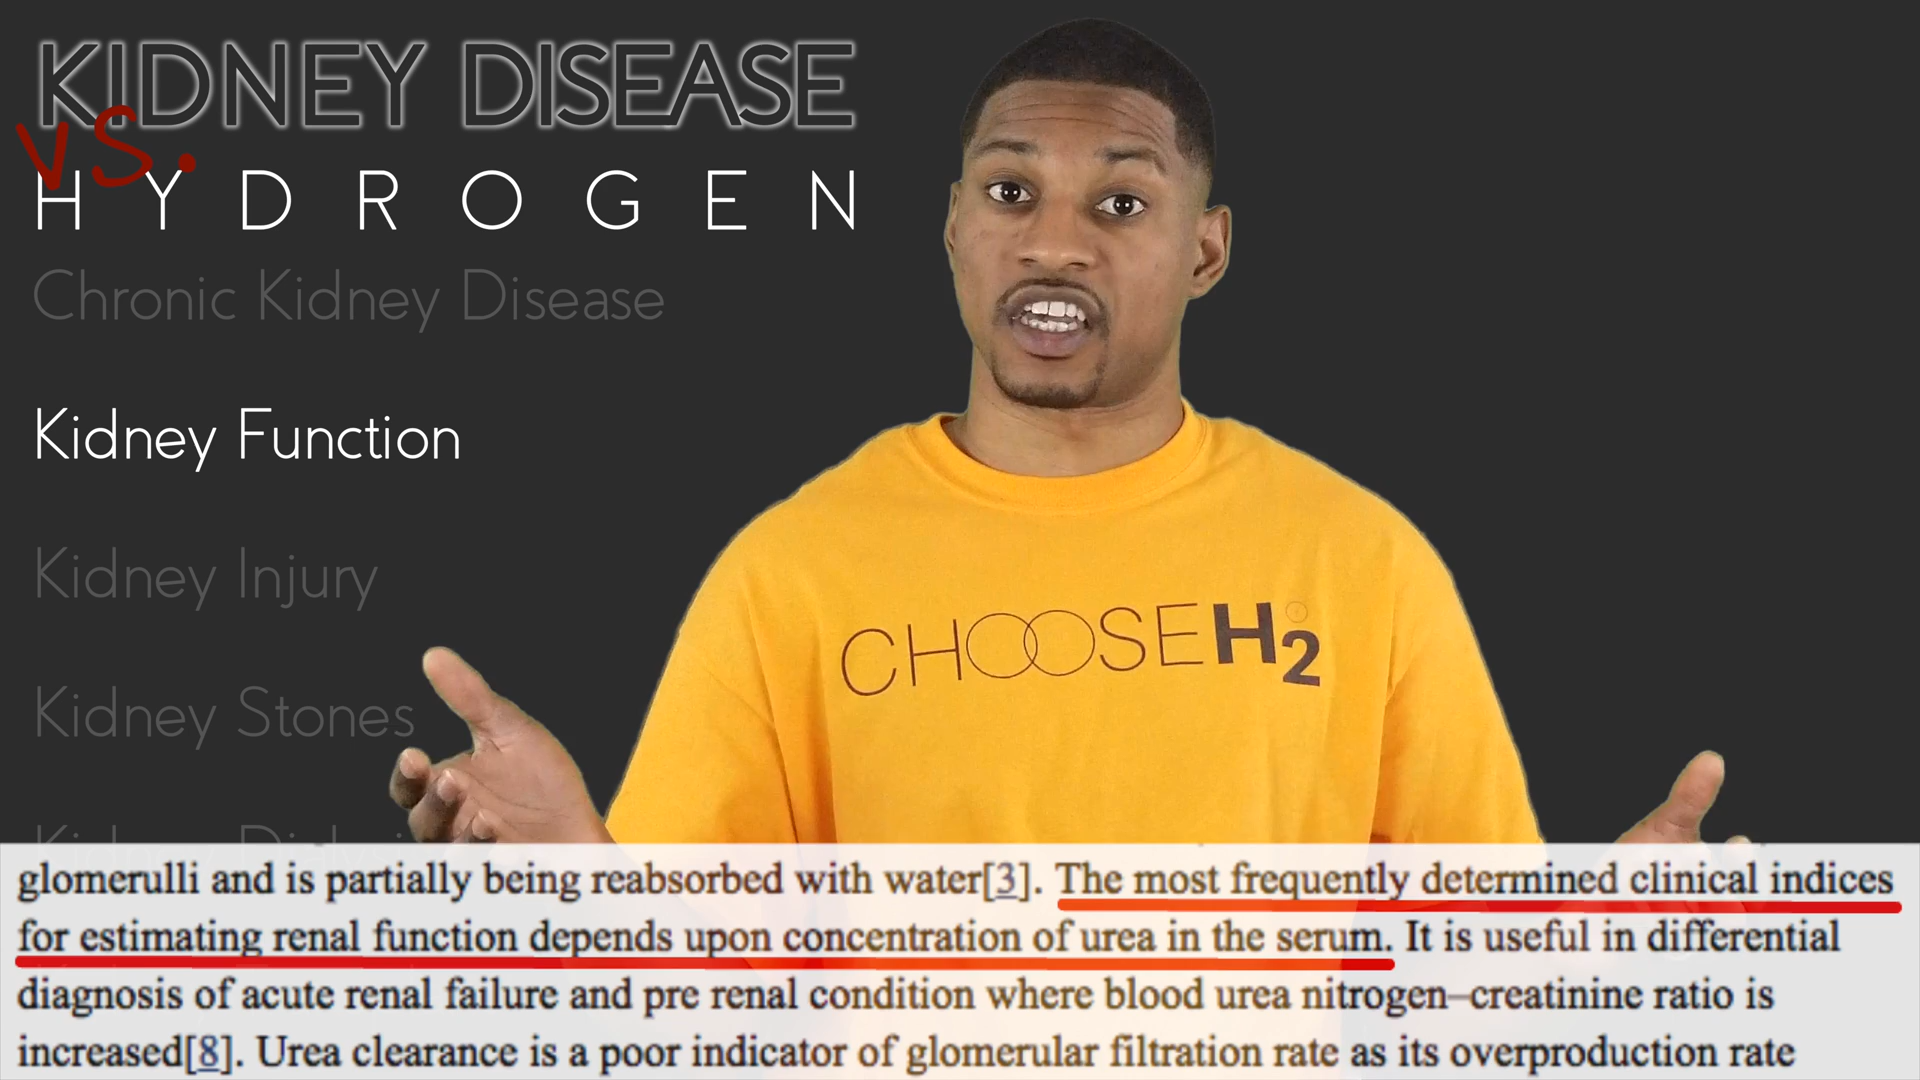 KIDNEY DISEASE
VS.
HYDROGEN
Chronic Kidney Disease
Kidney Function
Kidney Injury
Kidney Stones
CHOOSEH2
glomerulli and is partially being reabsorbed with water[3]. The most frequently determined clinical indices
for estimating renal function depends upon concentration of urea in the serum. It is useful in differential
diagnosis of acute renal failure and pre renal condition where blood urea nitrogen–creatinine ratio is
increased[8]. Urea clearance is a poor indicator of glomerular filtration rate as its overproduction rate